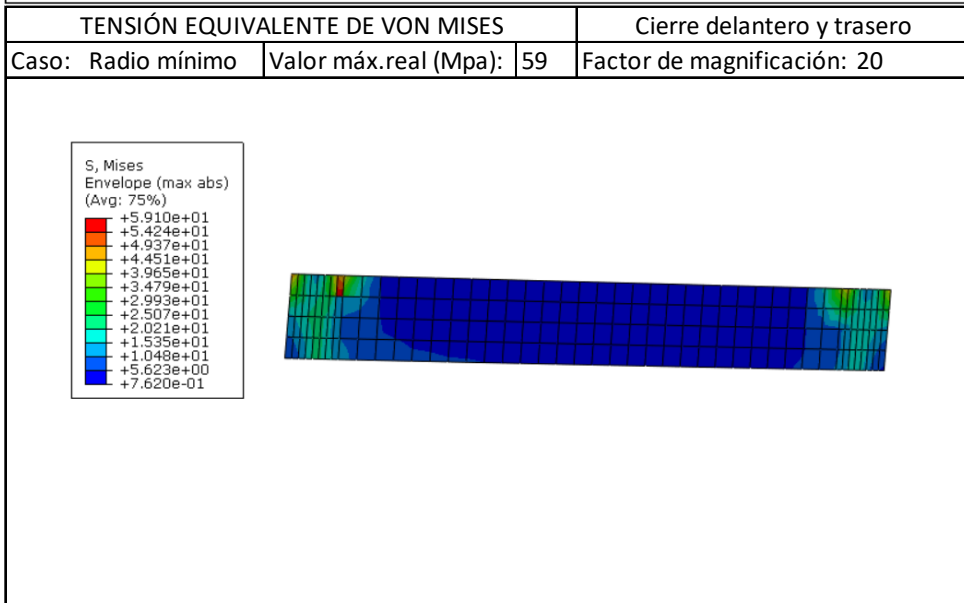 TENSIÓN EQUIVALENTE DE VON MISES Cierre delantero y trasero
Caso: Radio mínimo Valor máx.real (Mpa): 59 Factor de magnificación: 20
S, Mises
Envelope (max abs)
(Avg: 75%)
+5.910e+01
+5.424e+01
+4.937e+01
+4.451e+01
+3.965e+01
+3.479e+01
+2.993e+01
+2.507e+01
+2.021e+01
+1.535e+01
+1.048e+01
+5.623e+00
+7.620e-01